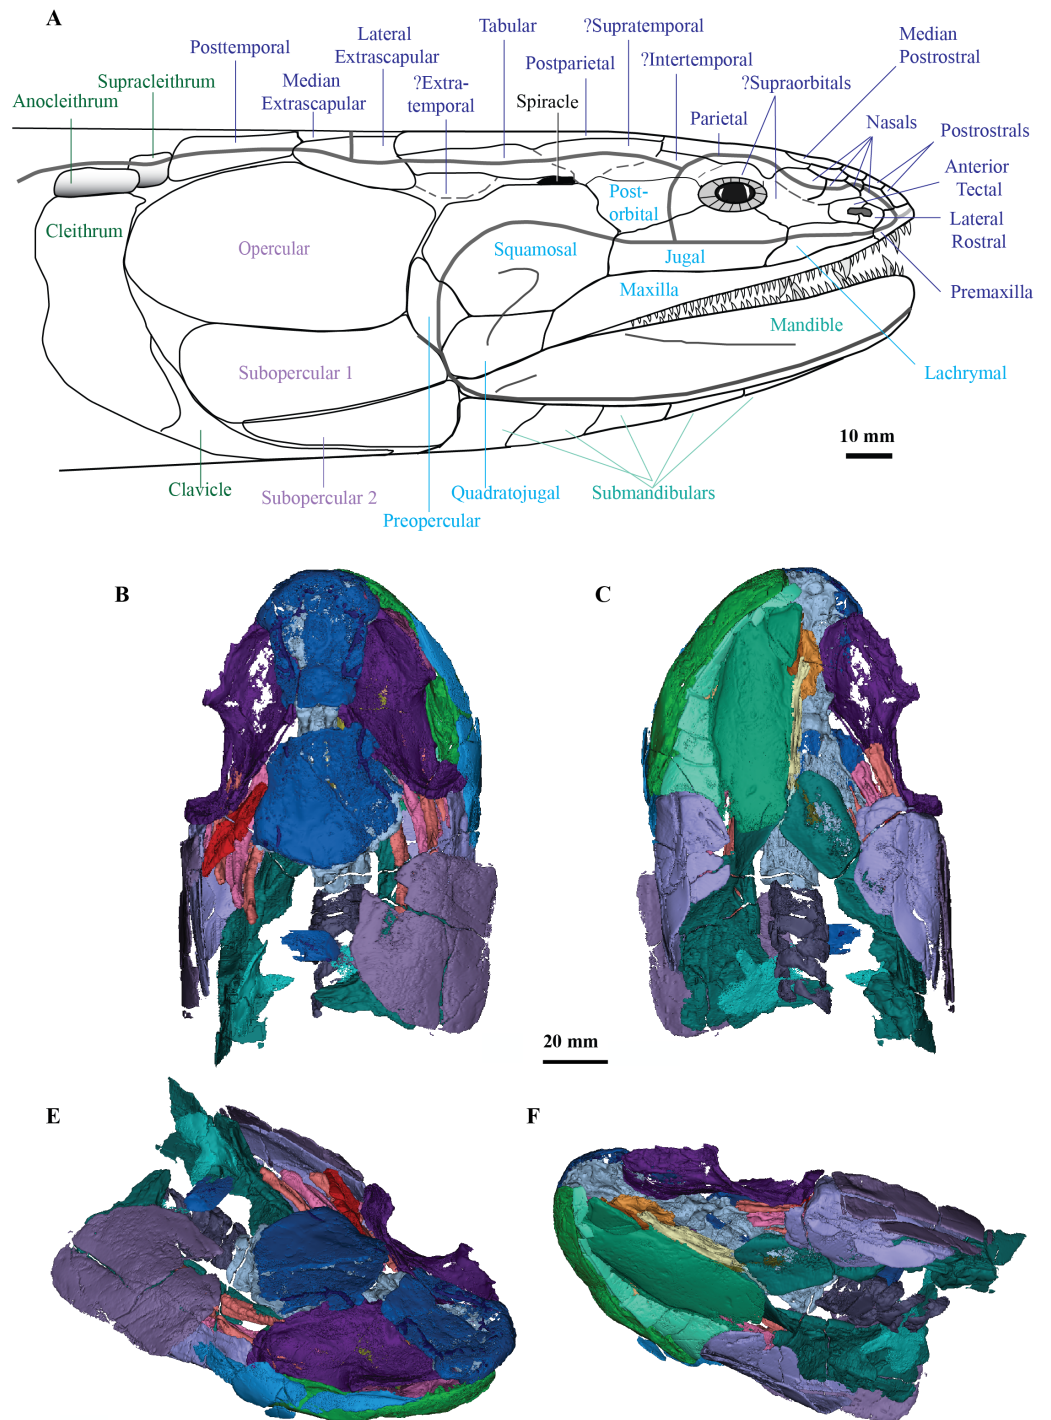 A
Posttemporal
Lateral
Extrascapular
Tabular
?Supratemporal
Median
Postrostral
Supracleithrum
Median
Extrascapular
?Extra-
temporal
Postparietal
?Intertemporal
?Supraorbitals
Anocleithrum
Spiracle
Parietal
Nasals
Postrostrals
Anterior
Tectal
Cleithrum
Opercular
Squamosal
Post-
orbital
Jugal
Lateral
Rostral
Maxilla
Premaxilla
Mandible
Subopercular 1
Lachrymal
10 mm
Clavicle
Subopercular 2
Quadratojugal
Submandibulars
Preopercular
B
C
20 mm
E
F